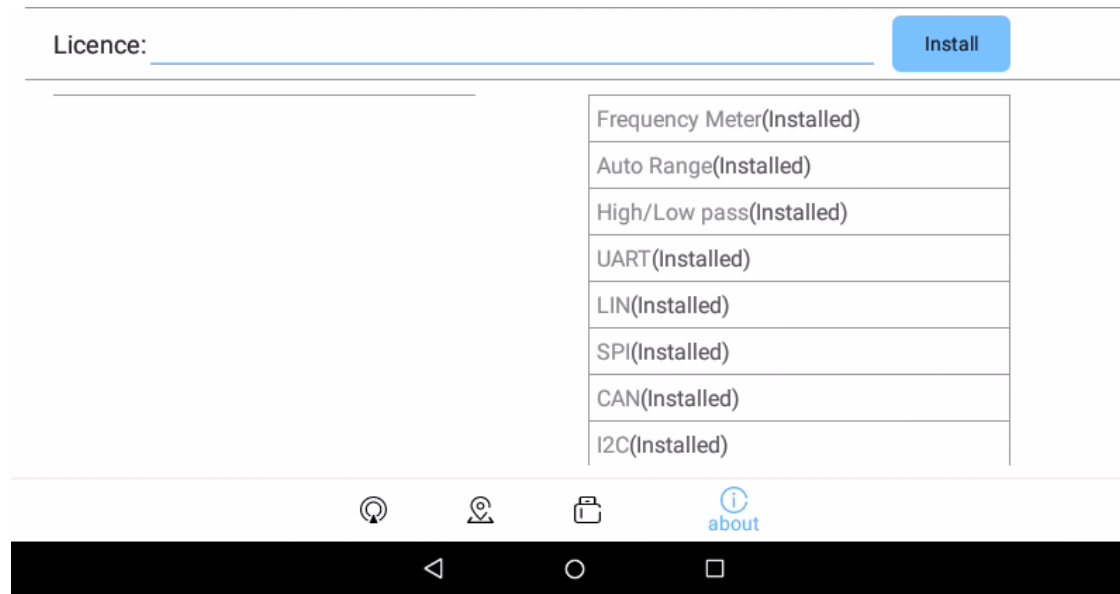 Licence:
Install
Frequency Meter(Installed)
Auto Range(Installed)
High/Low pass(Installed)
UART(Installed)
LIN(Installed)
SPI(Installed)
CAN(Installed)
I2C(Installed)
about